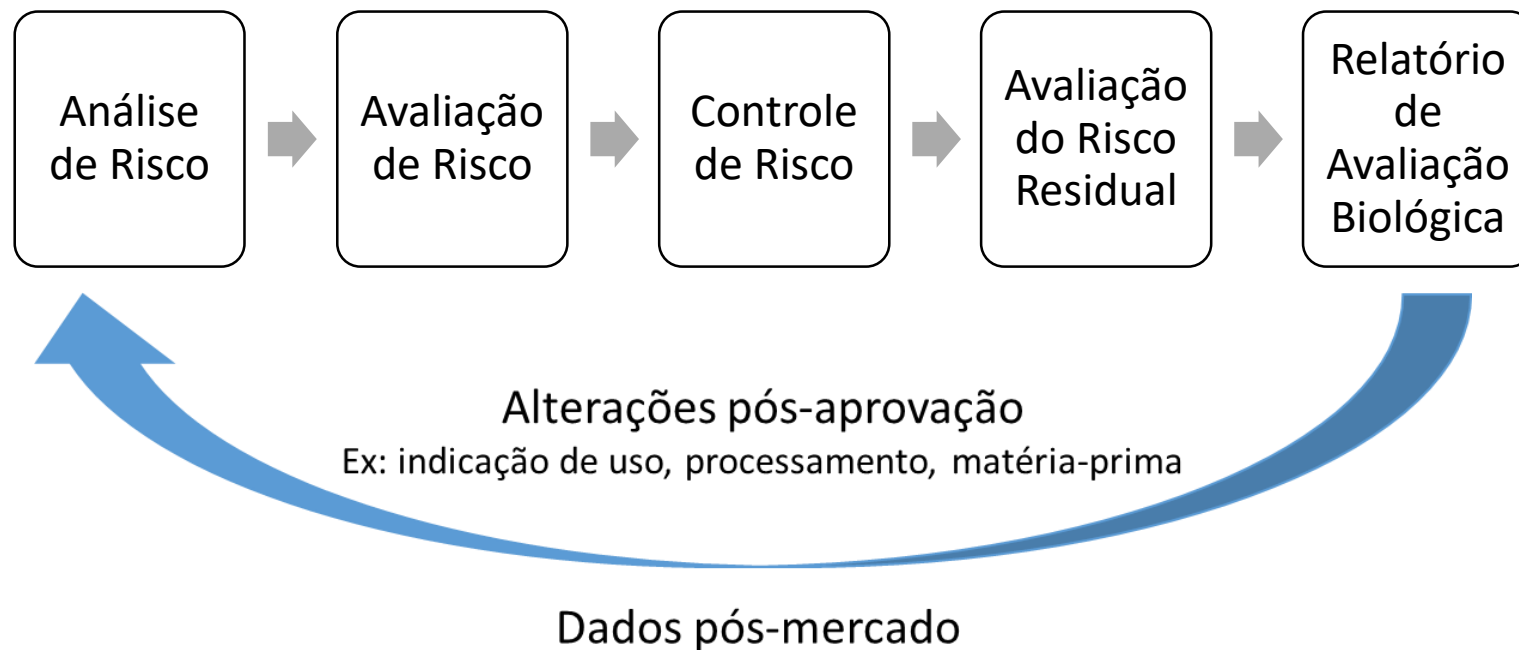 Análise
de Risco
Avaliação
de Risco
Controle
de Risco
Avaliação
do Risco
Residual
Relatório
de
Avaliação
Biológica
Alterações pós-aprovação
Ex: indicação de uso, processamento, matéria-prima
Dados pós-mercado